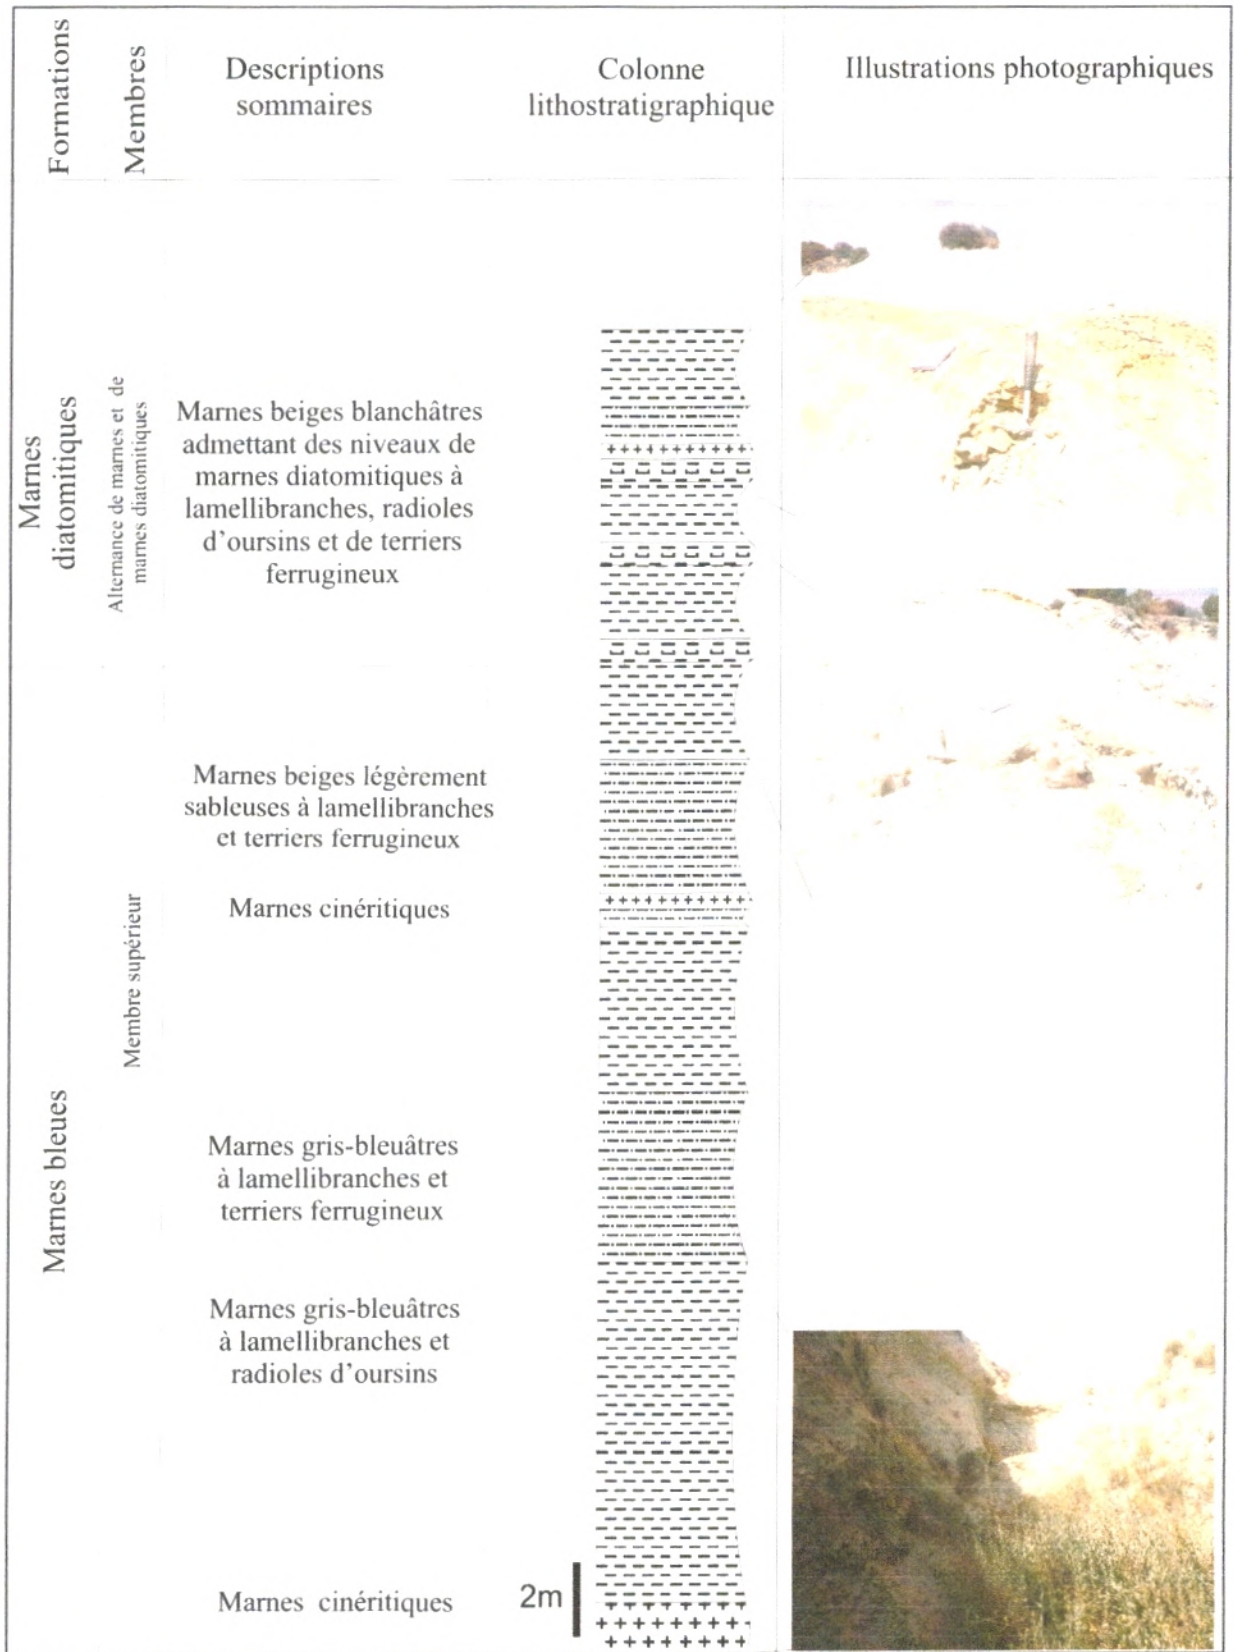 Formations
Membres
Descriptions
sommaires
Colonne
lithostratigraphique
Illustrations photographiques
Marnes
diatomitiques
Alternance de marnes et de
marnes diatomitiques
Marnes beiges blanchâtres
admettant des niveaux de
marnes diatomitiques à
lamellibranches, radioles
d'oursins et de terriers
ferrugineux
Marnes beiges légèrement
sableuses à lamellibranches
et terriers ferrugineux
Marnes bleues
Membre supérieur
Marnes cinéritiques
Marnes gris-bleuâtres
à lamellibranches et
terriers ferrugineux
Marnes gris-bleuâtres
à lamellibranches et
radioles d'oursins
Marnes cinéritiques
2m